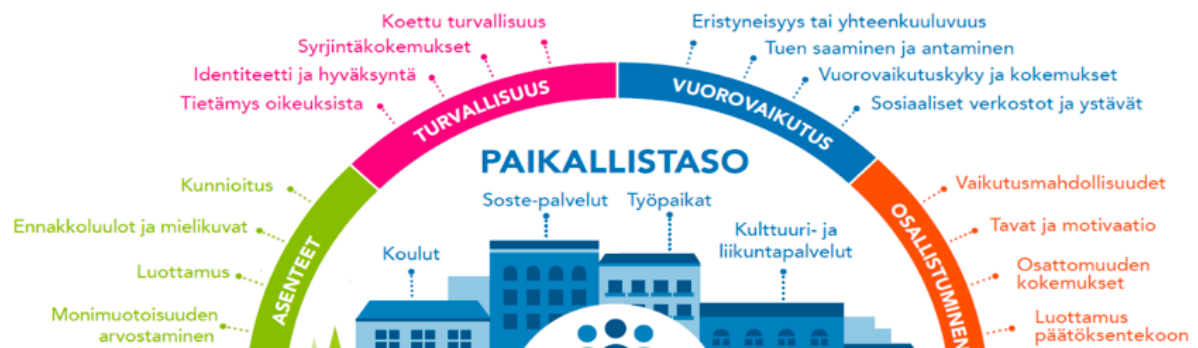 Koettu turvallisuus
Syrjintäkokemukset
Identiteetti ja hyväksyntä
Tietämys oikeuksista
TURVALLISUUS
Eristyneisyys tai yhteenkuuluvuus
Tuen saaminen ja antaminen
Vuorovaikutuskyky ja kokemukset
Sosiaaliset verkostot ja ystävät
VUOROVAIKUTUS
PAIKALLISTASO
Soste-palvelut
Työpaikat
Koulut
Kulttuuri- ja
liikuntapalvelut
Kunnioitus
Ennakkoluulot ja mielikuvat
Luottamus
Monimuotoisuuden
arvostaminen
ASENTEET
Vaikutusmahdollisuudet
Tavat ja motivaatio
Osattomuuden
kokemukset
Luottamus
päätöksentekoon
OSALLISTUMINEN